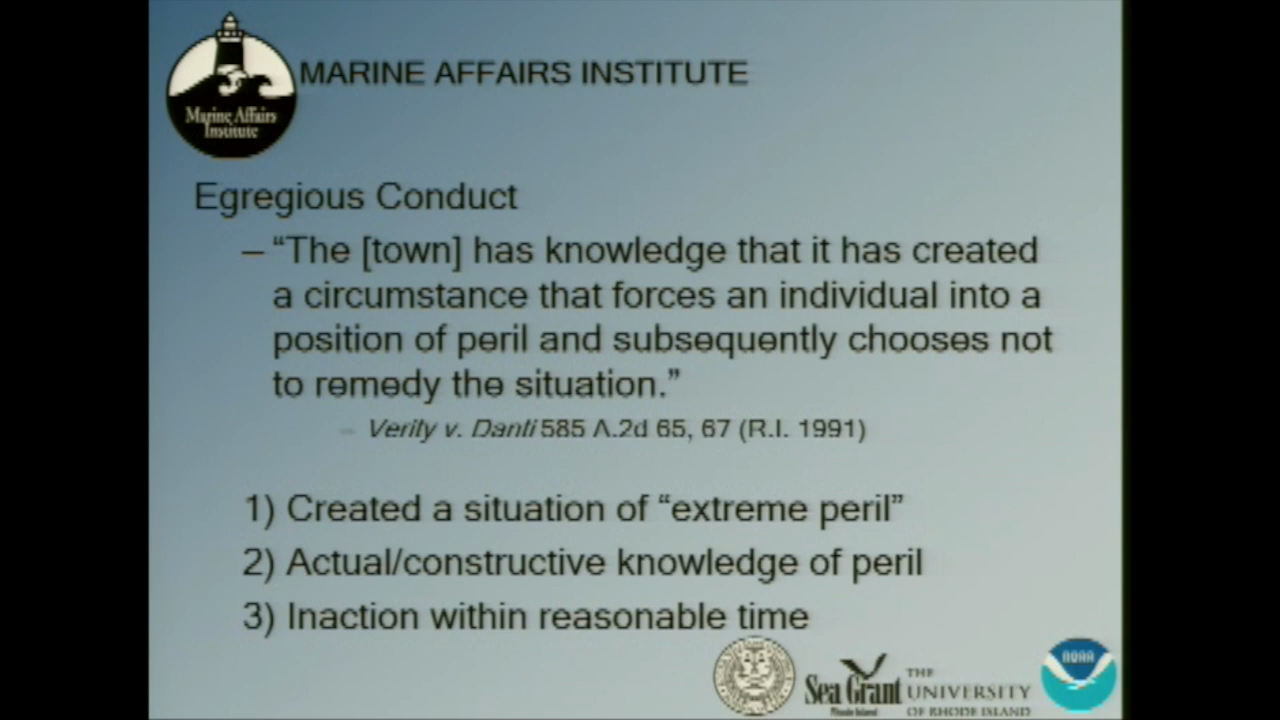 MARINE AFFAIRS INSTITUTE
Marine Affairs
Institute
Egregious Conduct
– “The [town] has knowledge that it has created
a circumstance that forces an individual into a
position of peril and subsequently chooses not
to remedy the situation.”
– Verity v. Danti 585 A.2d 65, 67 (R.I. 1991)
1) Created a situation of “extreme peril”
2) Actual/constructive knowledge of peril
3) Inaction within reasonable time
Sea Grant
Rhode Island
THE
UNIVERSITY
OF RHODE ISLAND
NOAA